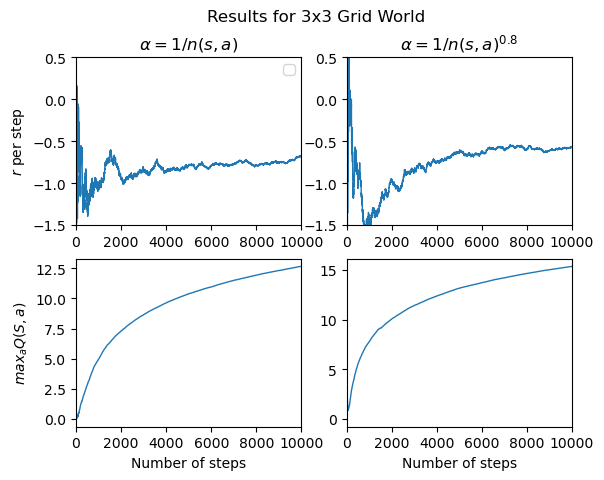 Results for 3x3 Grid World
α = 1/n(s, a)
α = 1/n(s, a)^0.8
r per step
0.5
0.0
−0.5
−1.0
−1.5
0 2000 4000 6000 8000 10000
0.5
0.0
−0.5
−1.0
−1.5
0 2000 4000 6000 8000 10000
max_aQ(S, a)
12.5
10.0
7.5
5.0
2.5
0.0
0 2000 4000 6000 8000 10000
Number of steps
15
10
5
0
0 2000 4000 6000 8000 10000
Number of steps